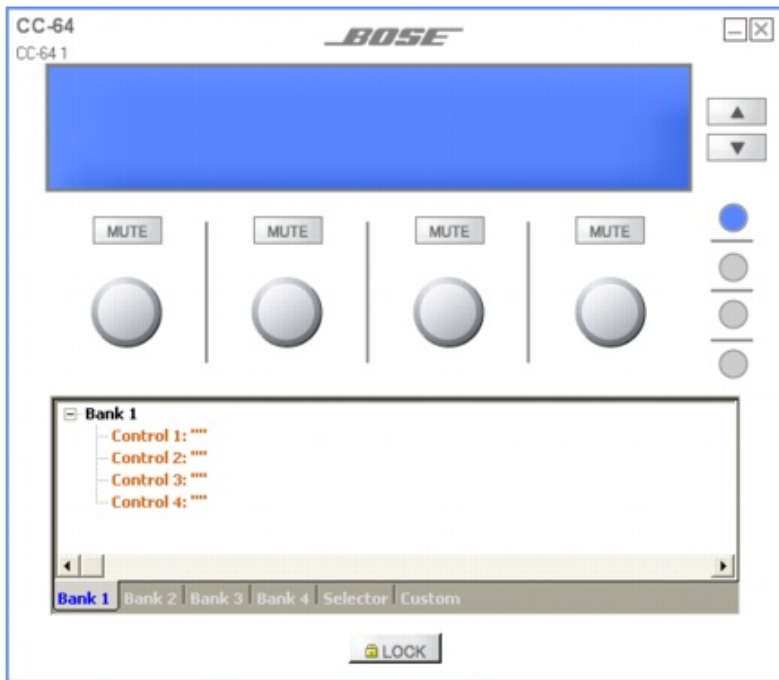 CC-64
BOSE
CC-64 1
MUTE MUTE MUTE MUTE
Bank 1
Control 1: ""
Control 2: ""
Control 3: ""
Control 4: ""
Bank 1 Bank 2 Bank 3 Bank 4 Selector Custom
LOCK